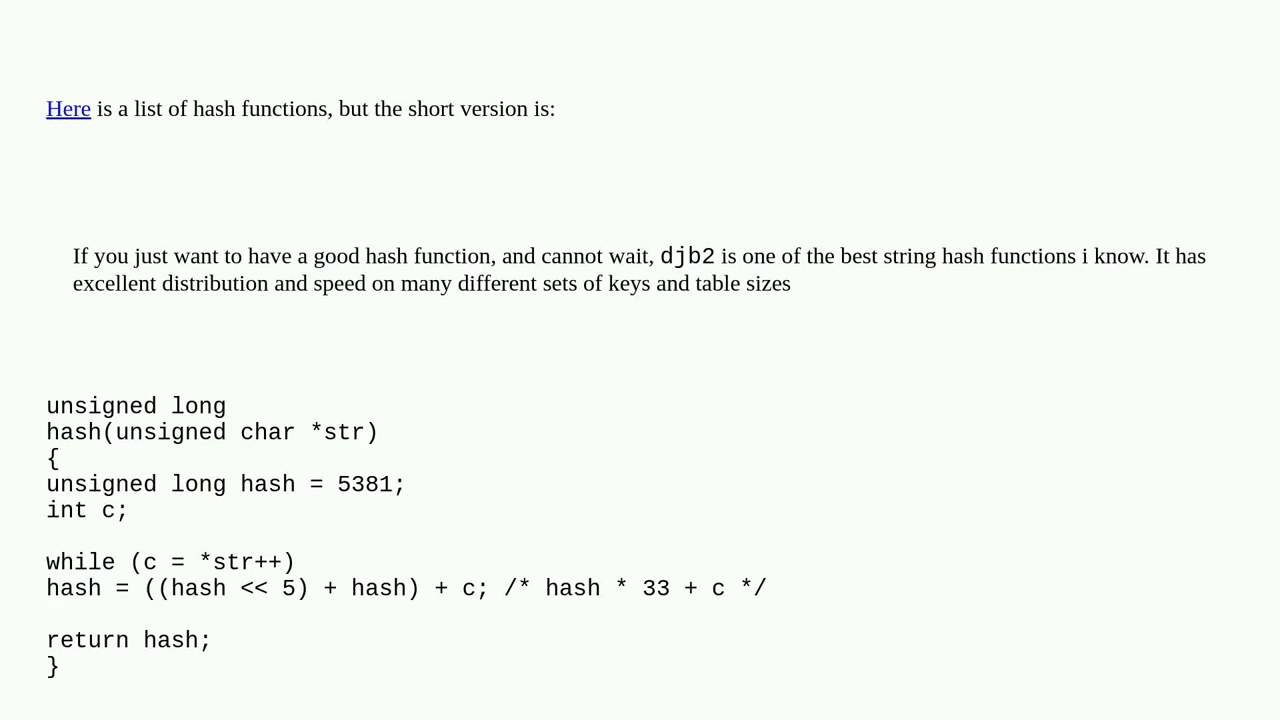 Here is a list of hash functions, but the short version is:
If you just want to have a good hash function, and cannot wait, djb2 is one of the best string hash functions i know. It has
excellent distribution and speed on many different sets of keys and table sizes
unsigned long
hash(unsigned char *str)
{
unsigned long hash = 5381;
int c;
while (c = *str++)
hash = ((hash << 5) + hash) + c; /* hash * 33 + c */
return hash;
}